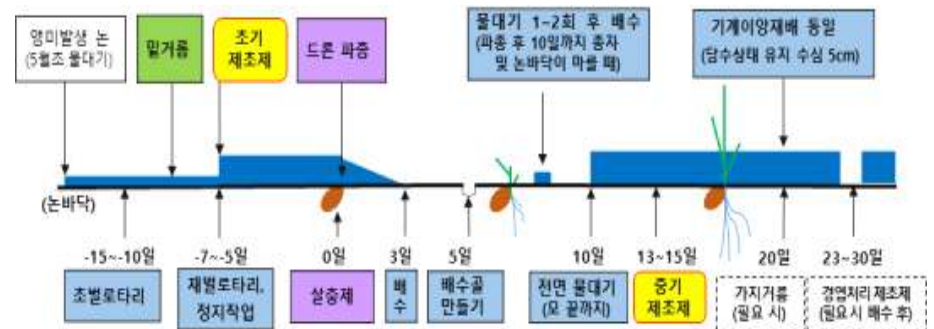 앵미발생 논
(5월조 물대기)
밑거름
초기
제초제
드론 파종
물대기 1~2회 후 배수
(파종 후 10일까지 종자
및 논바닥이 마를 때)
기계이앙재배 동일
(담수상태 유지 수심 5cm)
(논바닥)
-15~-10일
-7~-5일
0일
3일
5일
10일
13~15일
20일
23~30일
초벌로타리
재벌로타리,
정지작업
살충제
배
수
배수골
만들기
전면 물대기
(모 끝까지)
중기
제초제
가지거름
(필요 시)
경엽처리 제초제
(필요시 배수 후)